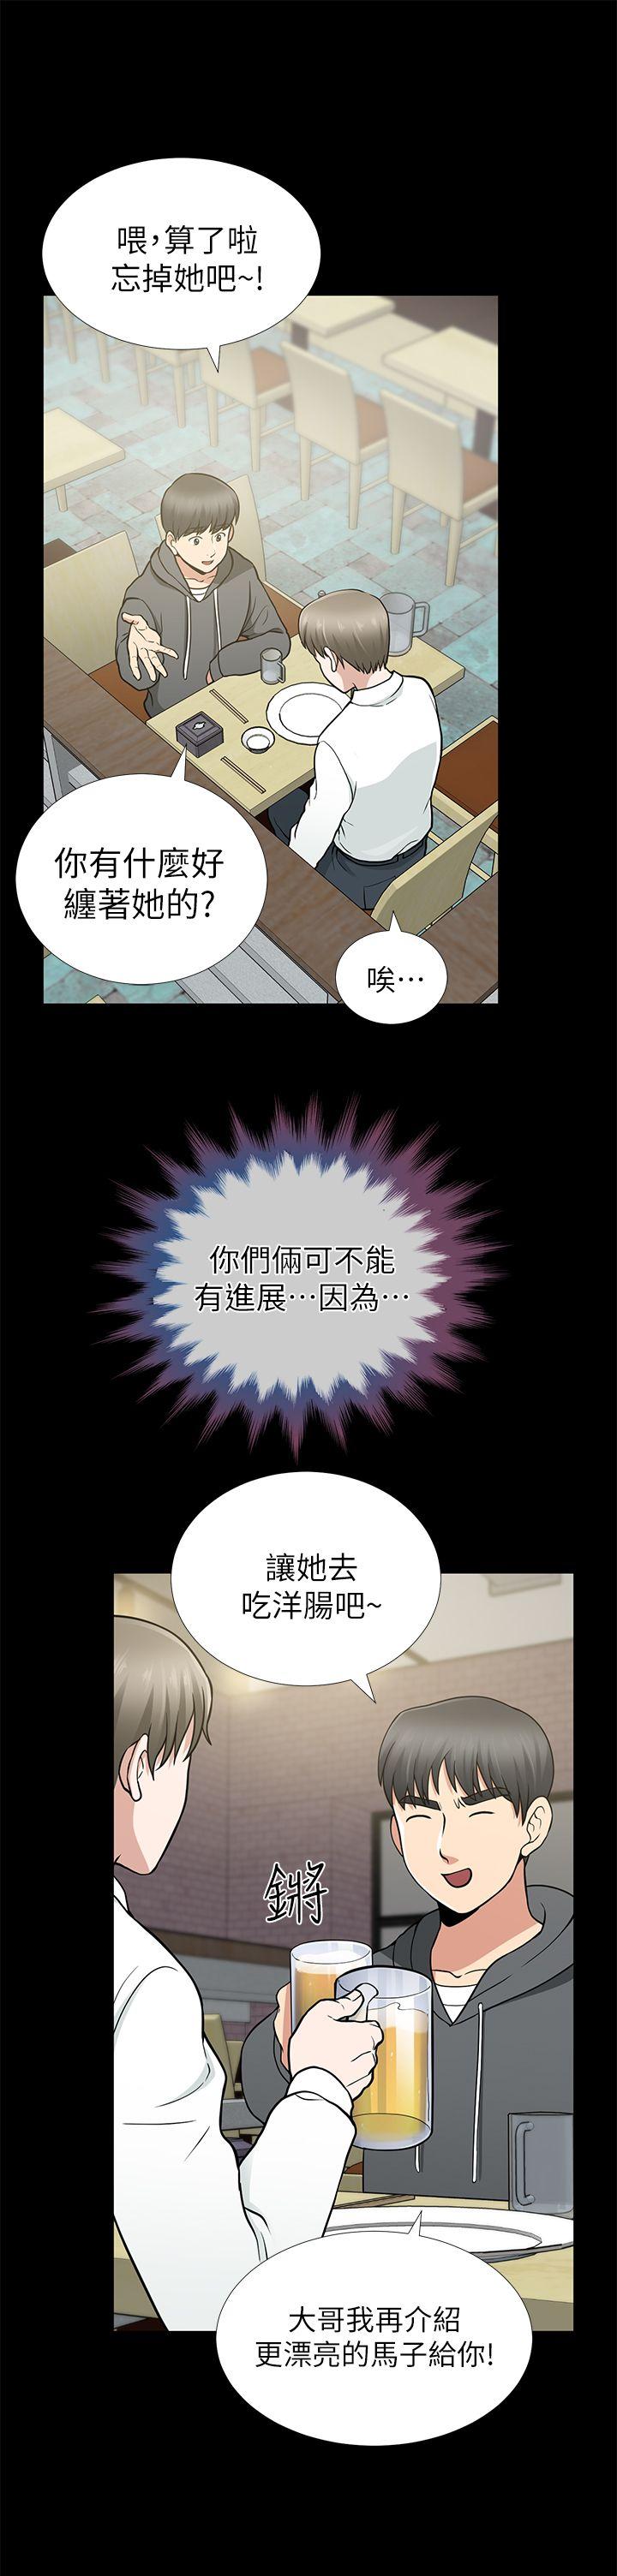 喂，算了啦
忘掉她吧~!
你有什麼好
纏著她的?
唉⋯
你們倆可不能
有進展⋯因為⋯
讓她去
吃洋腸吧~
鏘
大哥我再介紹
更漂亮的馬子給你!